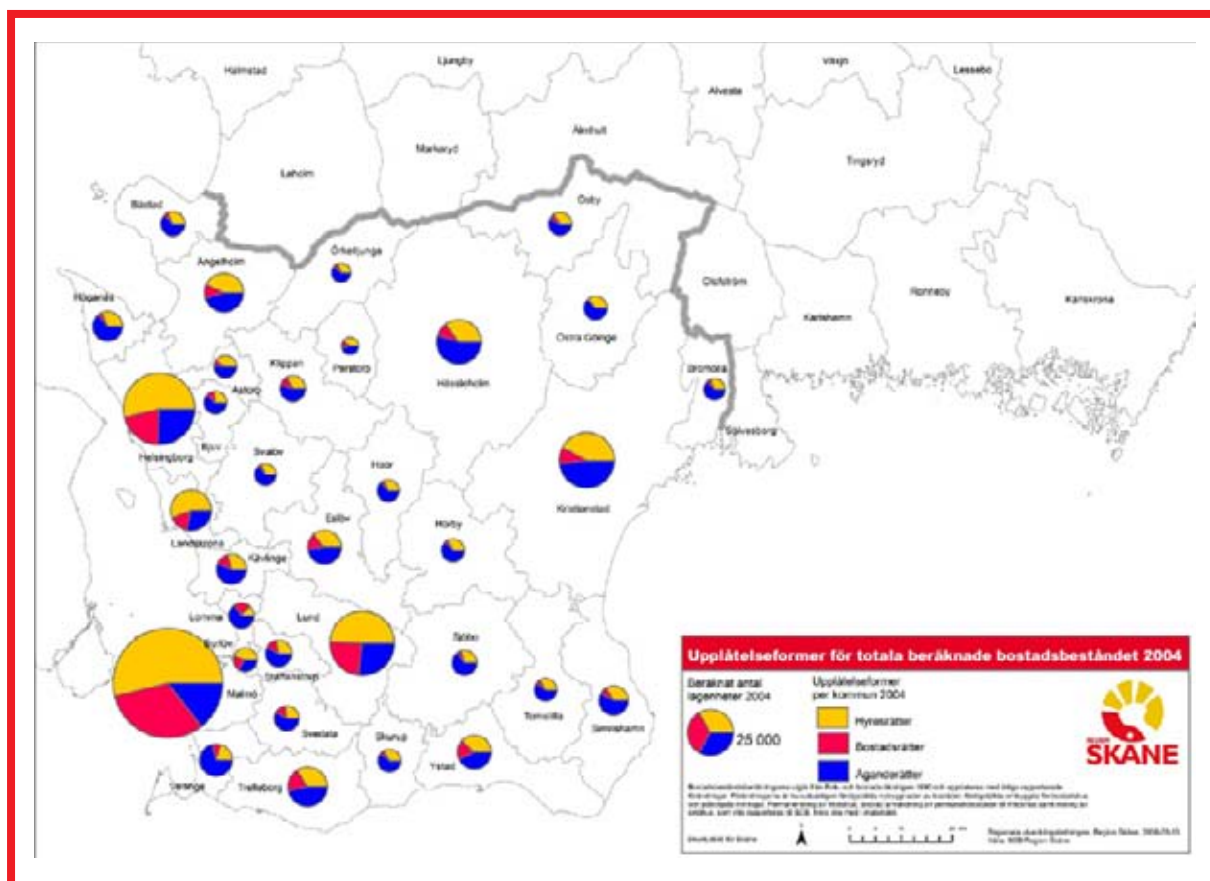 Halmstad
Ljungby
Växjö
Lessebo
Alvesta
Älmhult
Markaryd
Tingsryd
Laholm
Båstad
Osby
Örkelljunga
Ängelholm
Olofström
Ronneby
Karlskrona
Höganäs
Karlshamn
Östra Göinge
Klippan
Perstorp
Hässleholm
Bromölla
Åstorp
Sölvesborg
Bjuv
Helsingborg
Svalöv
Höör
Kristianstad
Eslöv
Hörby
Landskrona
Kävlinge
Lomma
Lund
Burlöv
Sjöbo
Staffanstorp
Malmö
Tomelilla
Simrishamn
Svedala
Skurup
Ystad
Vellinge
Trelleborg
Upplåtelseformer för totala beräknade bostadsbeståndet 2004
Beräknat antal
lägenheter 2004
25 000
Upplåtelseformer
per kommun 2004
Hyresrätter
Bostadsrätter
Äganderätter
REGION
SKÅNE